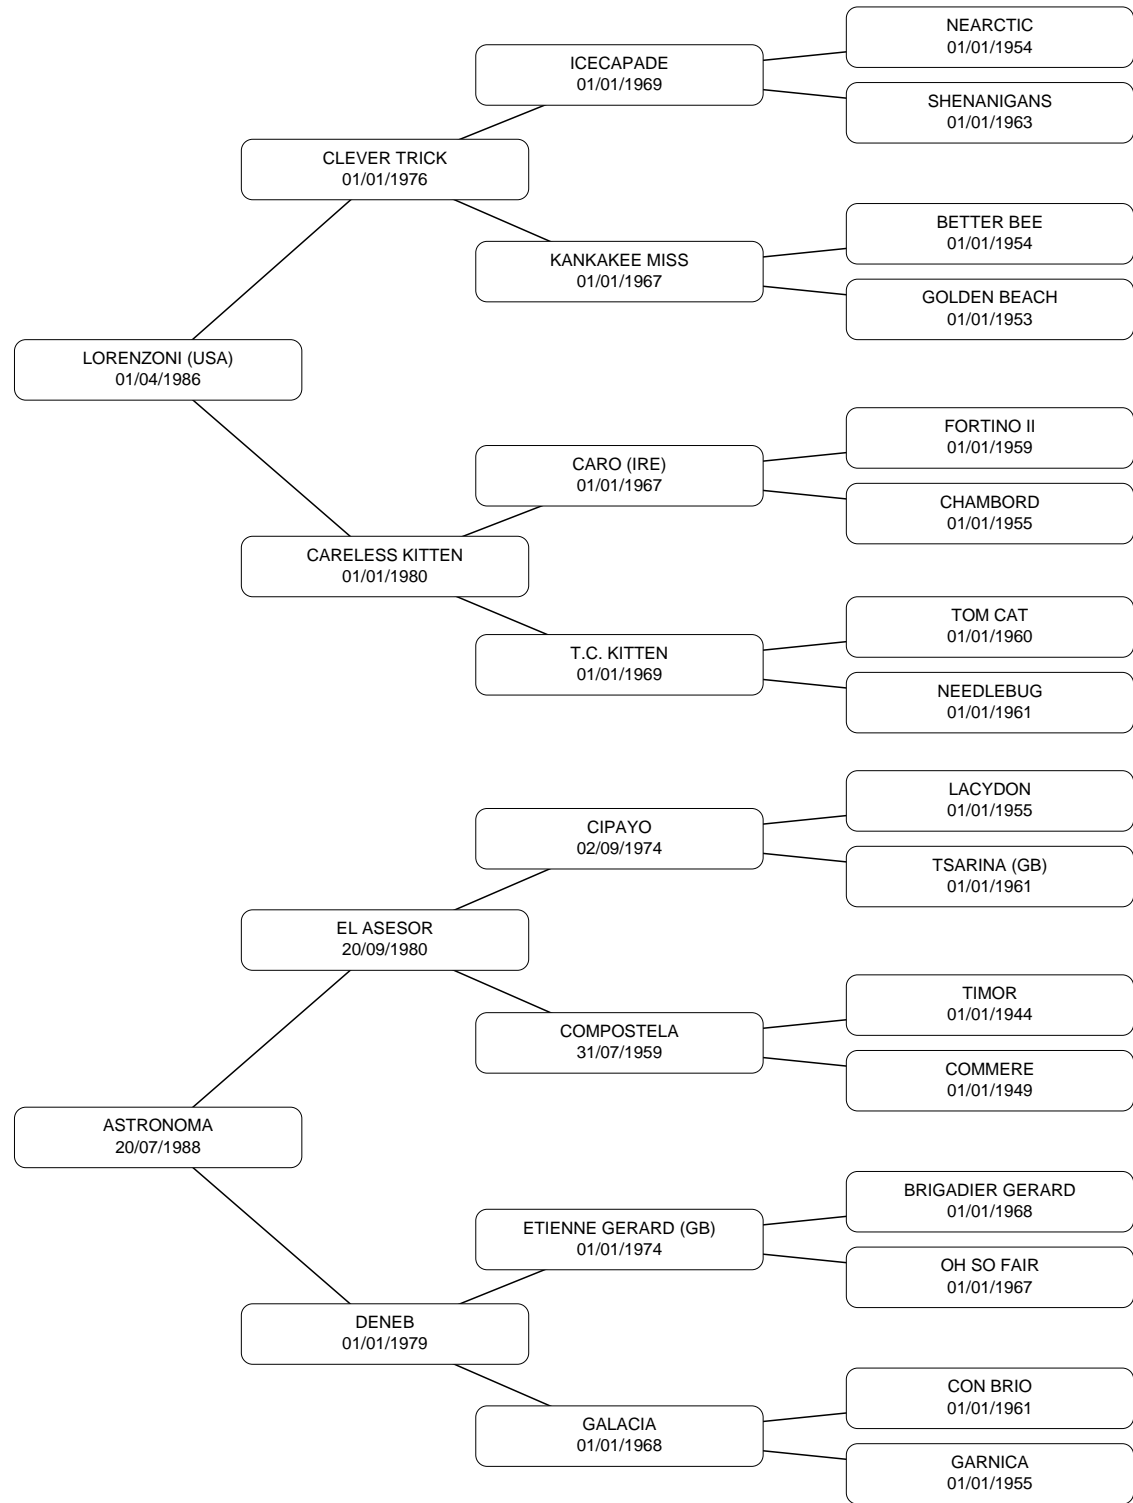 NEARCTIC
01/01/1954
ICECAPADE
01/01/1969
SHENANIGANS
01/01/1963
CLEVER TRICK
01/01/1976
BETTER BEE
01/01/1954
KANKAKEE MISS
01/01/1967
GOLDEN BEACH
01/01/1953
LORENZONI (USA)
01/04/1986
FORTINO II
01/01/1959
CARO (IRE)
01/01/1967
CHAMBORD
01/01/1955
CARELESS KITTEN
01/01/1980
TOM CAT
01/01/1960
T.C. KITTEN
01/01/1969
NEEDLEBUG
01/01/1961
LACYDON
01/01/1955
CIPAYO
02/09/1974
TSARINA (GB)
01/01/1961
EL ASESOR
20/09/1980
TIMOR
01/01/1944
COMPOSTELA
31/07/1959
COMMERE
01/01/1949
ASTRONOMA
20/07/1988
BRIGADIER GERARD
01/01/1968
ETIENNE GERARD (GB)
01/01/1974
OH SO FAIR
01/01/1967
DENEB
01/01/1979
CON BRIO
01/01/1961
GALACIA
01/01/1968
GARNICA
01/01/1955